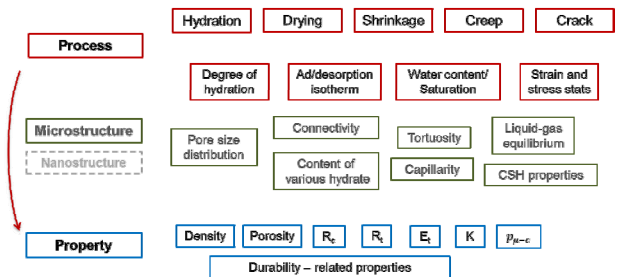 Hydration
Drying
Shrinkage
Creep
Crack
Process
Degree of
hydration
Ad/desorption
isotherm
Water content/
Saturation
Strain and
stress stats
Microstructure
Nanostructure
Pore size
distribution
Connectivity
Content of
various hydrate
Tortuosity
Capillarity
Liquid-gas
equilibrium
CSH properties
Property
Density
Porosity
Rc
Rt
Et
K
pμ−c
Durability – related properties